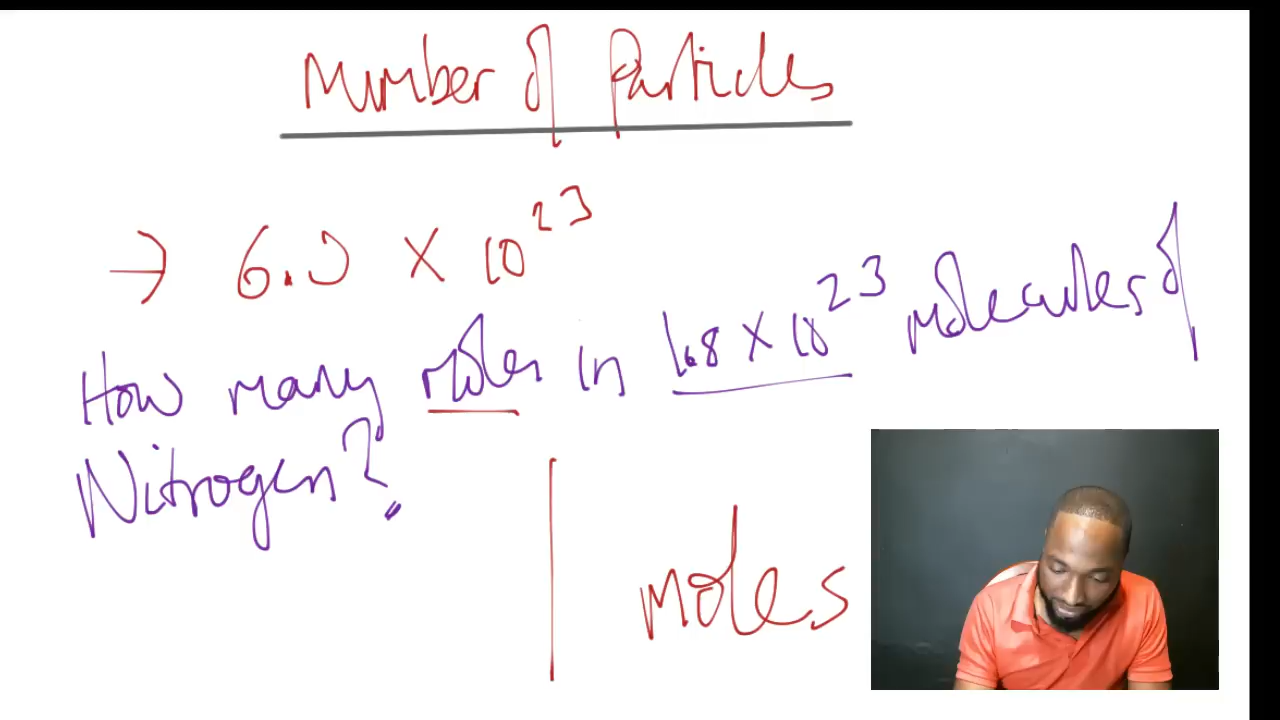 Number of Particles
→ 6.0 × 10²³
How many moles in 1.8 × 10²³ molecules of
Nitrogen?
moles